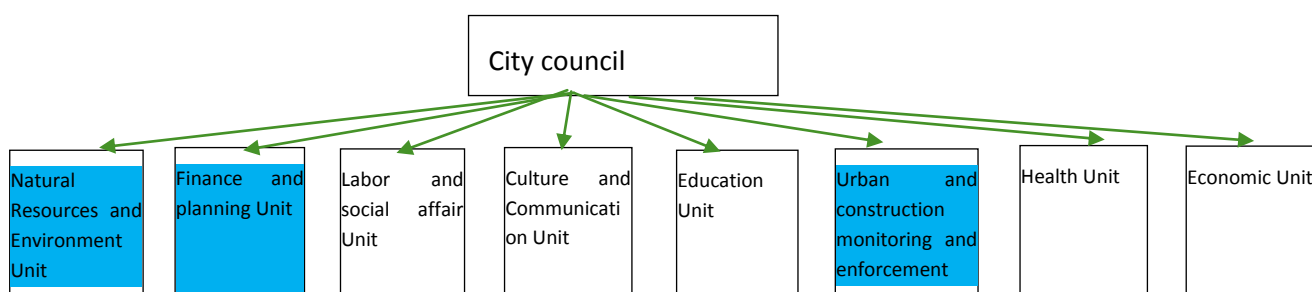 City council
Natural
Resources and
Environment
Unit
Finance and
planning Unit
Labor and
social affair
Unit
Culture and
Communicati
on Unit
Education
Unit
Urban and
construction
monitoring and
enforcement
Health Unit
Economic Unit